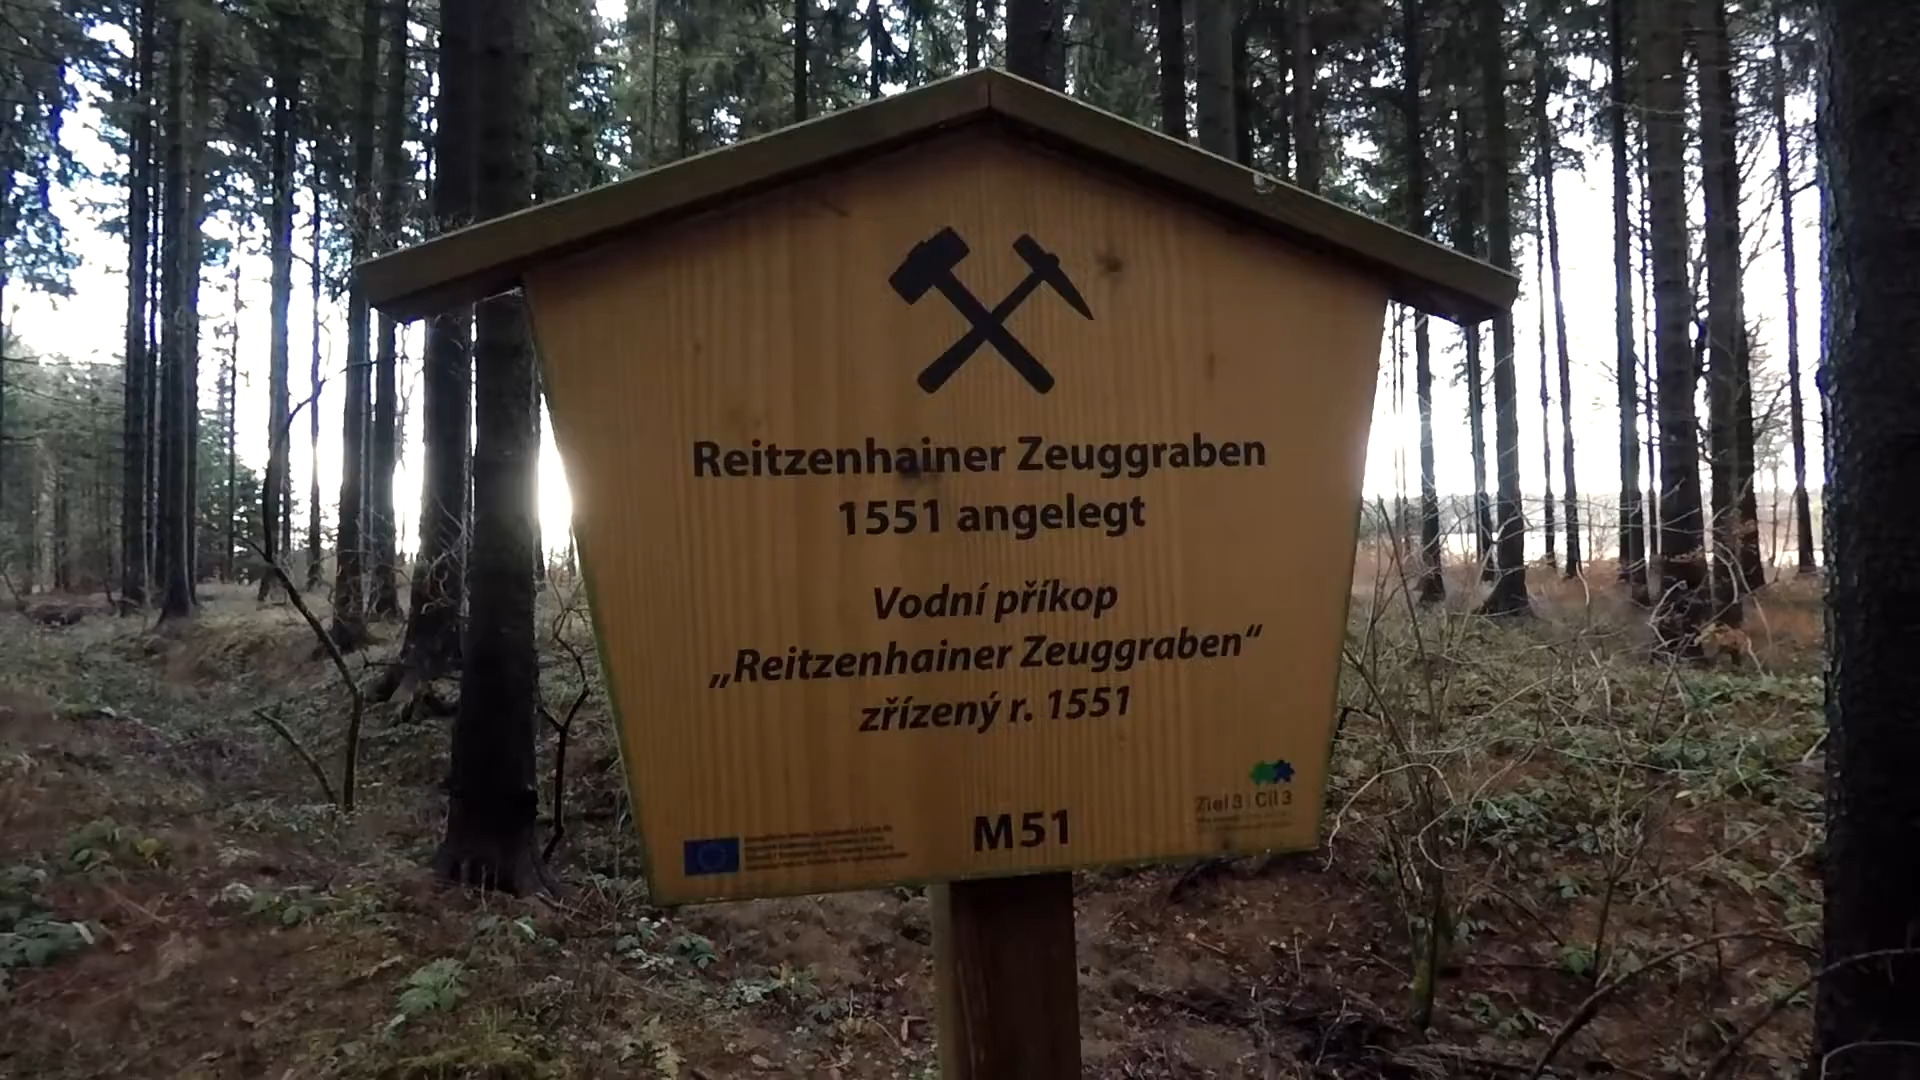 Reitzenhainer Zeuggraben
1551 angelegt
Vodní příkop
„Reitzenhainer Zeuggraben“
zřízený r. 1551
Ziel 3 | Cíl 3
M51